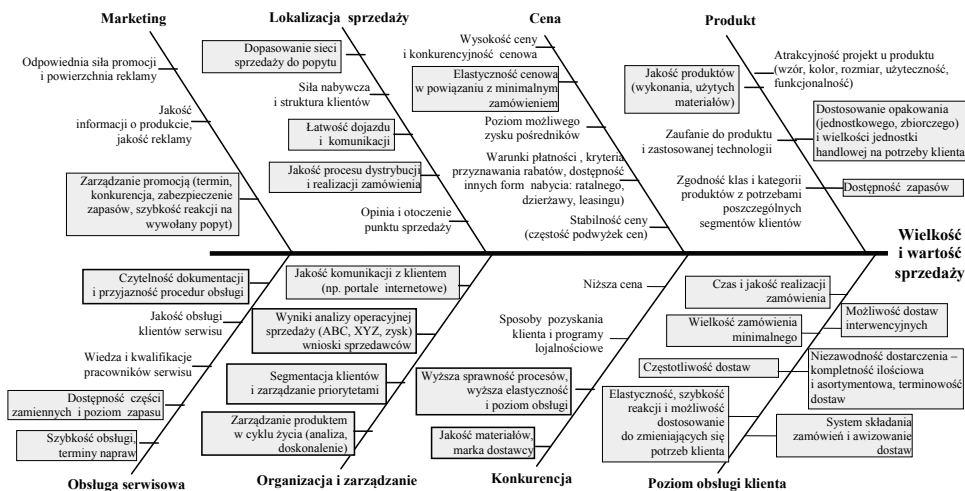 Marketing
Odpowiednia siła promocji
i powierzchnia reklamy
Jakość
informacji o produkcie,
jakość reklamy
Zarządzanie promocją (termin,
konkurencja, zabezpieczenie
zapasów, szybkość reakcji na
wywołany popyt)
Lokalizacja sprzedaży
Dopasowanie sieci
sprzedaży do popytu
Siła nabywcza
i struktura klientów
Łatwość dojazdu
i komunikacji
Jakość procesu dystrybucji
i realizacji zamówienia
Opinia i otoczenie
punktu sprzedaży
Cena
Wysokość ceny
i konkurencyjność cenowa
Elastyczność cenowa
w powiązaniu z minimalnym
zamówieniem
Poziom możliwego
zysku pośredników
Warunki płatności , kryteria
przyznawania rabatów, dostępność
innych form nabycia: ratalnego,
dzierżawy, leasingu)
Stabilność ceny
(częstość podwyżek cen)
Produkt
Atrakcyjność projekt u produktu
(wzór, kolor, rozmiar, użyteczność,
funkcjonalność)
Jakość produktów
(wykonania, użytych
materiałów)
Dostosowanie opakowania
(jednostkowego, zbiorczego)
i wielkości jednostki
handlowej na potrzeby klienta
Zaufanie do produktu
i zastosowanej technologii
Zgodność klas i kategorii
produktów z potrzebami
poszczególnych
segmentów klientów
Dostępność zapasów
Wielkość
i wartość
sprzedaży
Czytelność dokumentacji
i przyjazność procedur obsługi
Jakość obsługi
klientów serwisu
Wiedza i kwalifikacje
pracowników serwisu
Dostępność części
zamiennych i poziom zapasu
Szybkość obsługi,
terminy napraw
Obsługa serwisowa
Jakość komunikacji z klientem
(np. portale internetowe)
Wyniki analizy operacyjnej
sprzedaży (ABC, XYZ, zysk)
wnioski sprzedawców
Segmentacja klientów
i zarządzanie priorytetami
Zarządzanie produktem
w cyklu życia (analiza,
doskonalenie)
Organizacja i zarządzanie
Niższa cena
Sposoby pozyskania
klienta i programy
lojalnościowe
Wyższa sprawność procesów,
wyższa elastyczność
i poziom obsługi
Jakość materiałów,
marka dostawcy
Konkurencja
Czas i jakość realizacji
zamówienia
Możliwość dostaw
interwencyjnych
Wielkość zamówienia
minimalnego
Niezawodność dostarczenia –
kompletność ilościowa
i asortymentowa, terminowość
dostaw
Częstotliwość dostaw
Elastyczność, szybkość
reakcji i możliwość
dostosowanie
do zmieniających się
potrzeb klienta
System składania
zamówień i awizowanie
dostaw
Poziom obsługi klienta